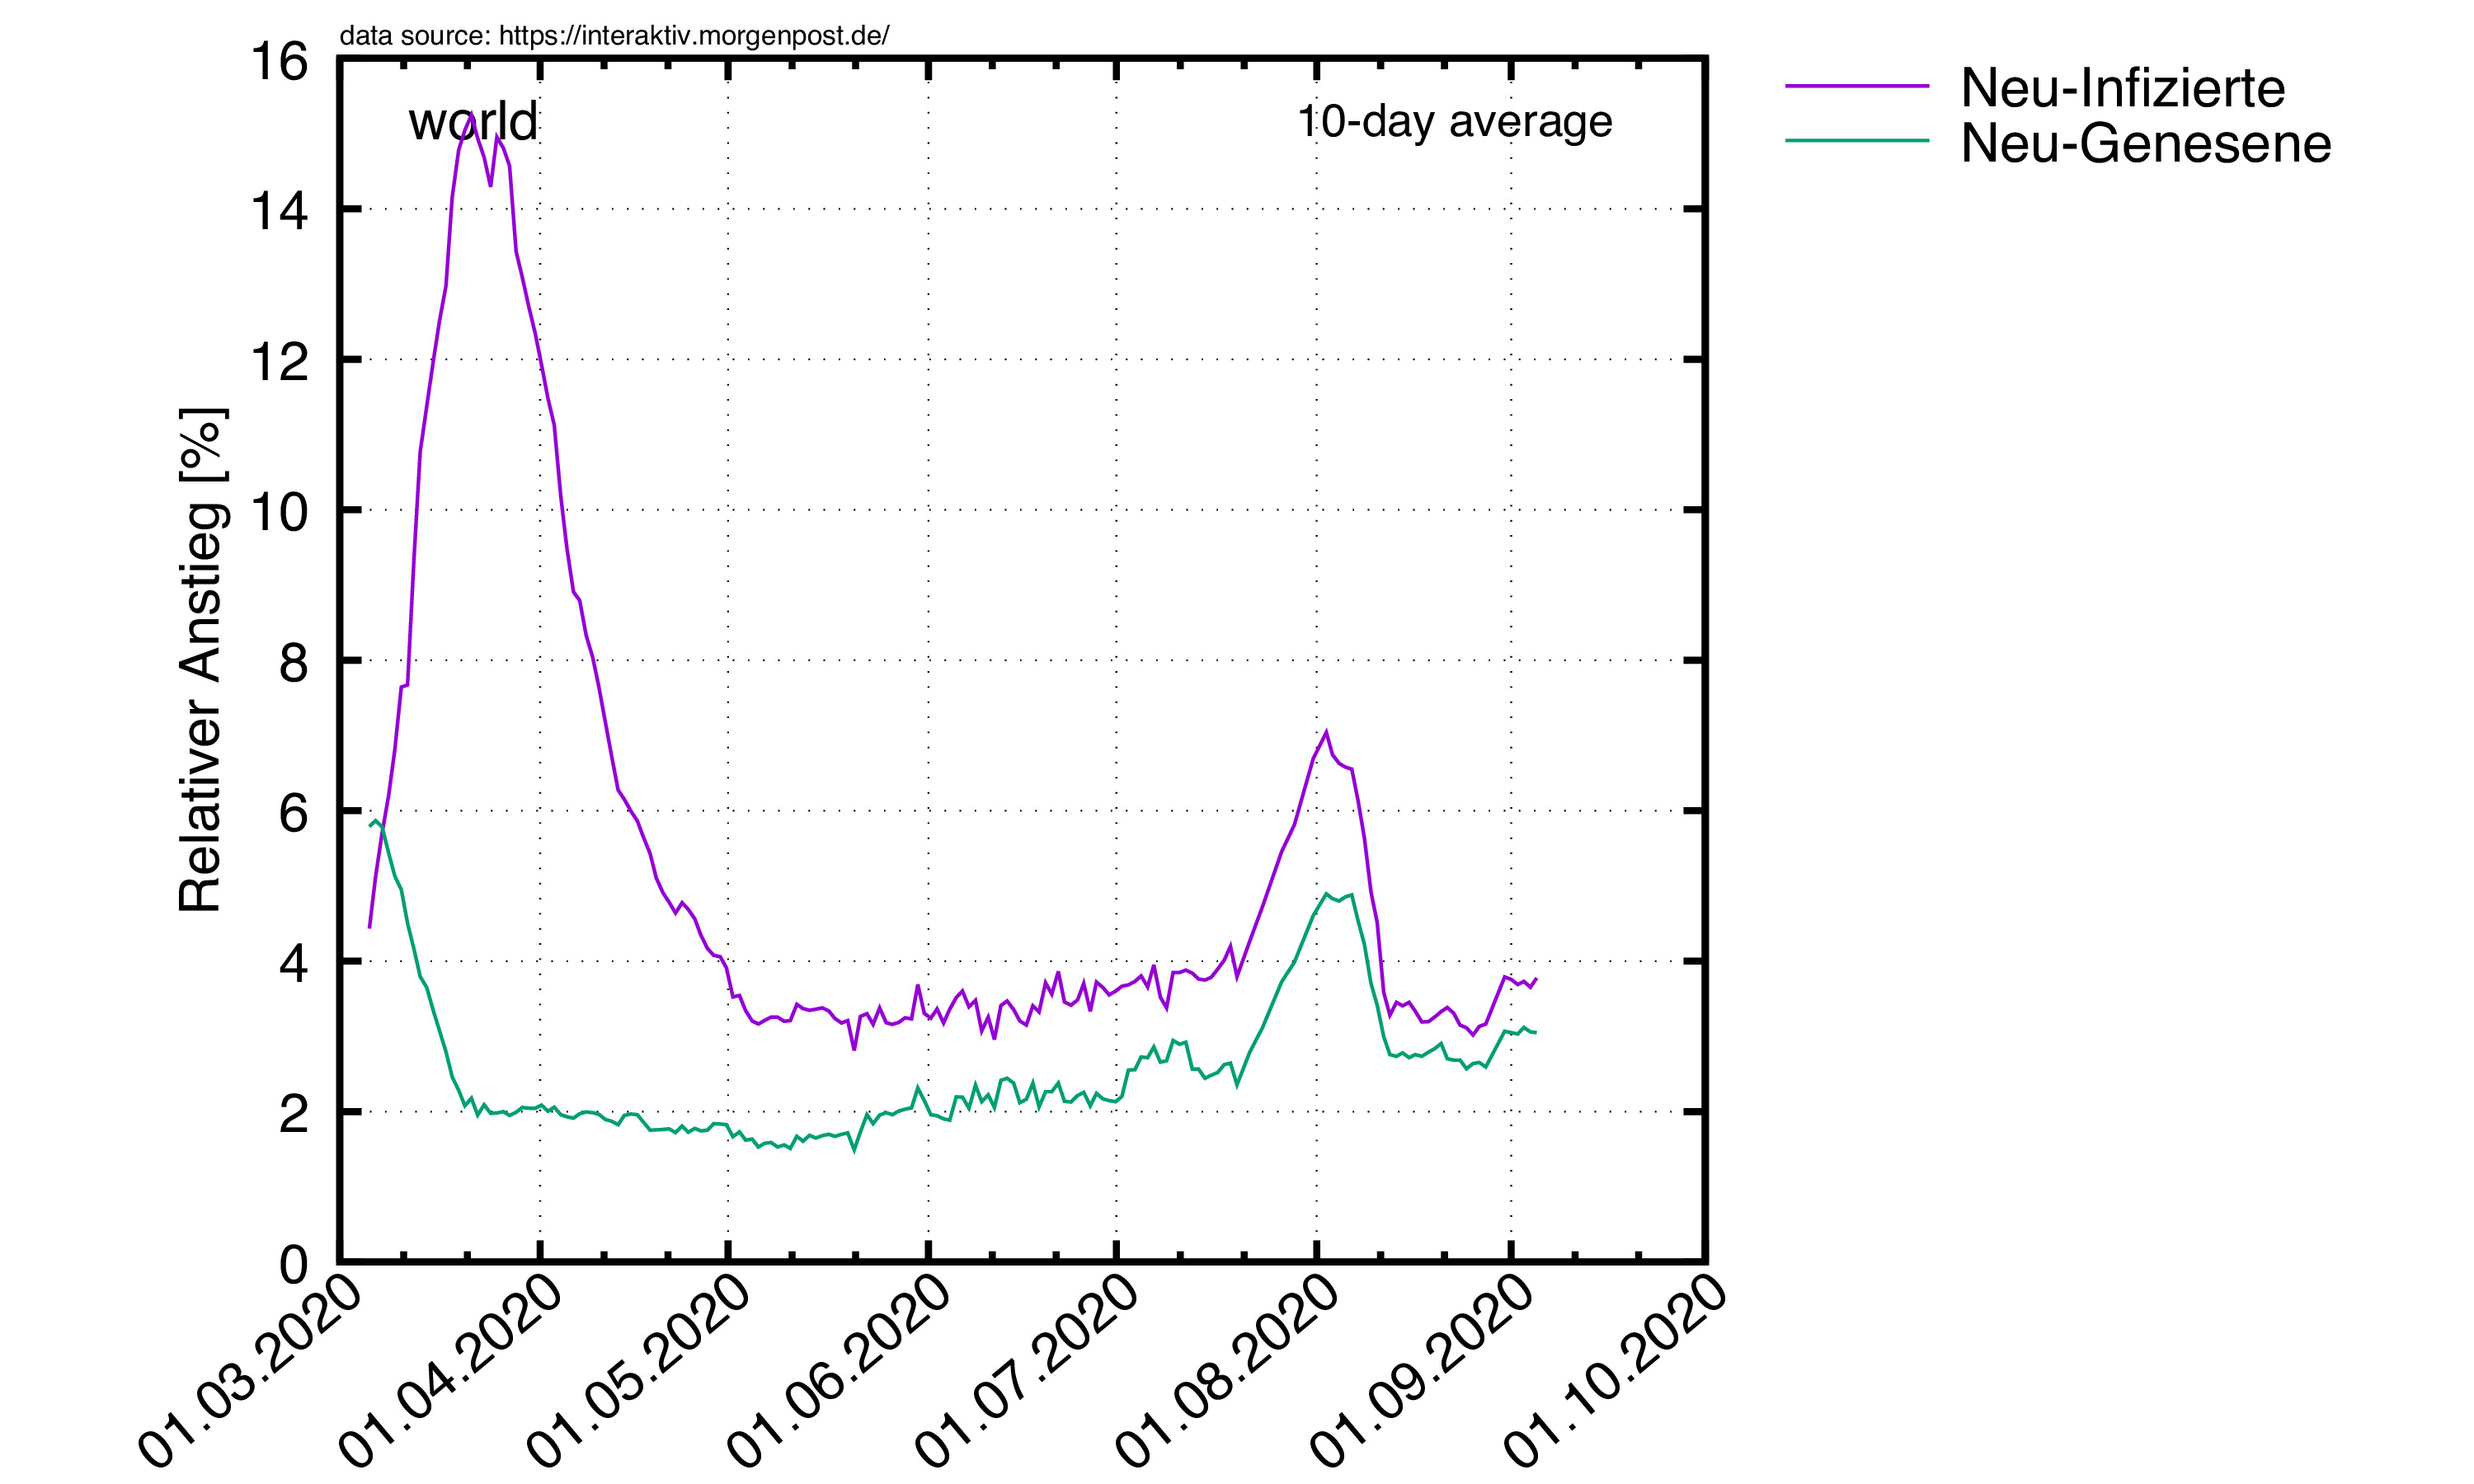 data source: https://interaktiv.morgenpost.de/
world
10-day average
Neu-Infizierte
Neu-Genesene
Relativer Anstieg [%]
16
14
12
10
8
6
4
2
0
01.03.2020
01.04.2020
01.05.2020
01.06.2020
01.07.2020
01.08.2020
01.09.2020
01.10.2020